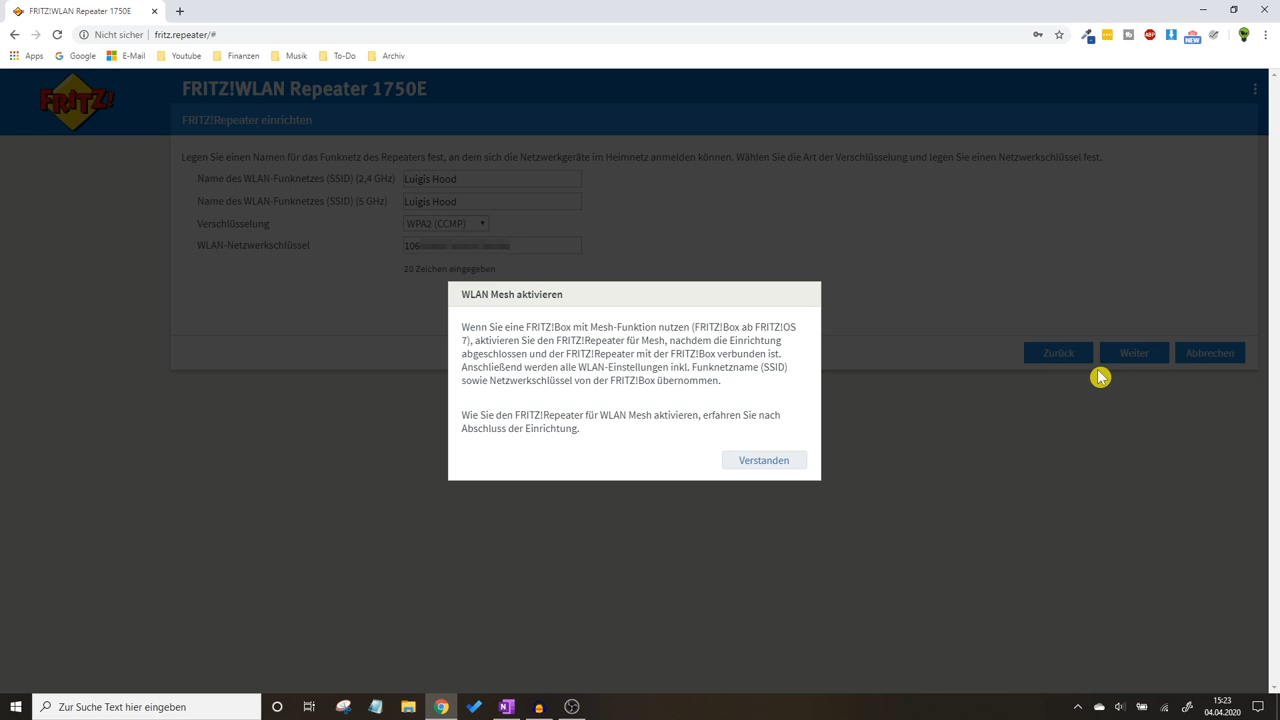 FRITZ!WLAN Repeater 1750E
Nicht sicher
fritz.repeater/#
Apps
Google
E-Mail
Youtube
Finanzen
Musik
To-Do
Archiv
ABP
NEW
FRITZ!
FRITZ!WLAN Repeater 1750E
FRITZ!Repeater einrichten
Legen Sie einen Namen für das Funknetz des Repeaters fest, an dem sich die Netzwerkgeräte im Heimnetz anmelden können. Wählen Sie die Art der Verschlüsselung und legen Sie einen Netzwerkschlüssel fest.
Name des WLAN-Funknetzes (SSID) (2,4 GHz)
Luigis Hood
Name des WLAN-Funknetzes (SSID) (5 GHz)
Luigis Hood
Verschlüsselung
WPA2 (CCMP)
WLAN-Netzwerkschlüssel
106
20 Zeichen eingegeben
WLAN Mesh aktivieren
Wenn Sie eine FRITZ!Box mit Mesh-Funktion nutzen (FRITZ!Box ab FRITZ!OS
7), aktivieren Sie den FRITZ!Repeater für Mesh, nachdem die Einrichtung
abgeschlossen und der FRITZ!Repeater mit der FRITZ!Box verbunden ist.
Anschließend werden alle WLAN-Einstellungen inkl. Funknetzname (SSID)
sowie Netzwerkschlüssel von der FRITZ!Box übernommen.
Wie Sie den FRITZ!Repeater für WLAN Mesh aktivieren, erfahren Sie nach
Abschluss der Einrichtung.
Verstanden
Zurück
Weiter
Abbrechen
Zur Suche Text hier eingeben
15:23
04.04.2020